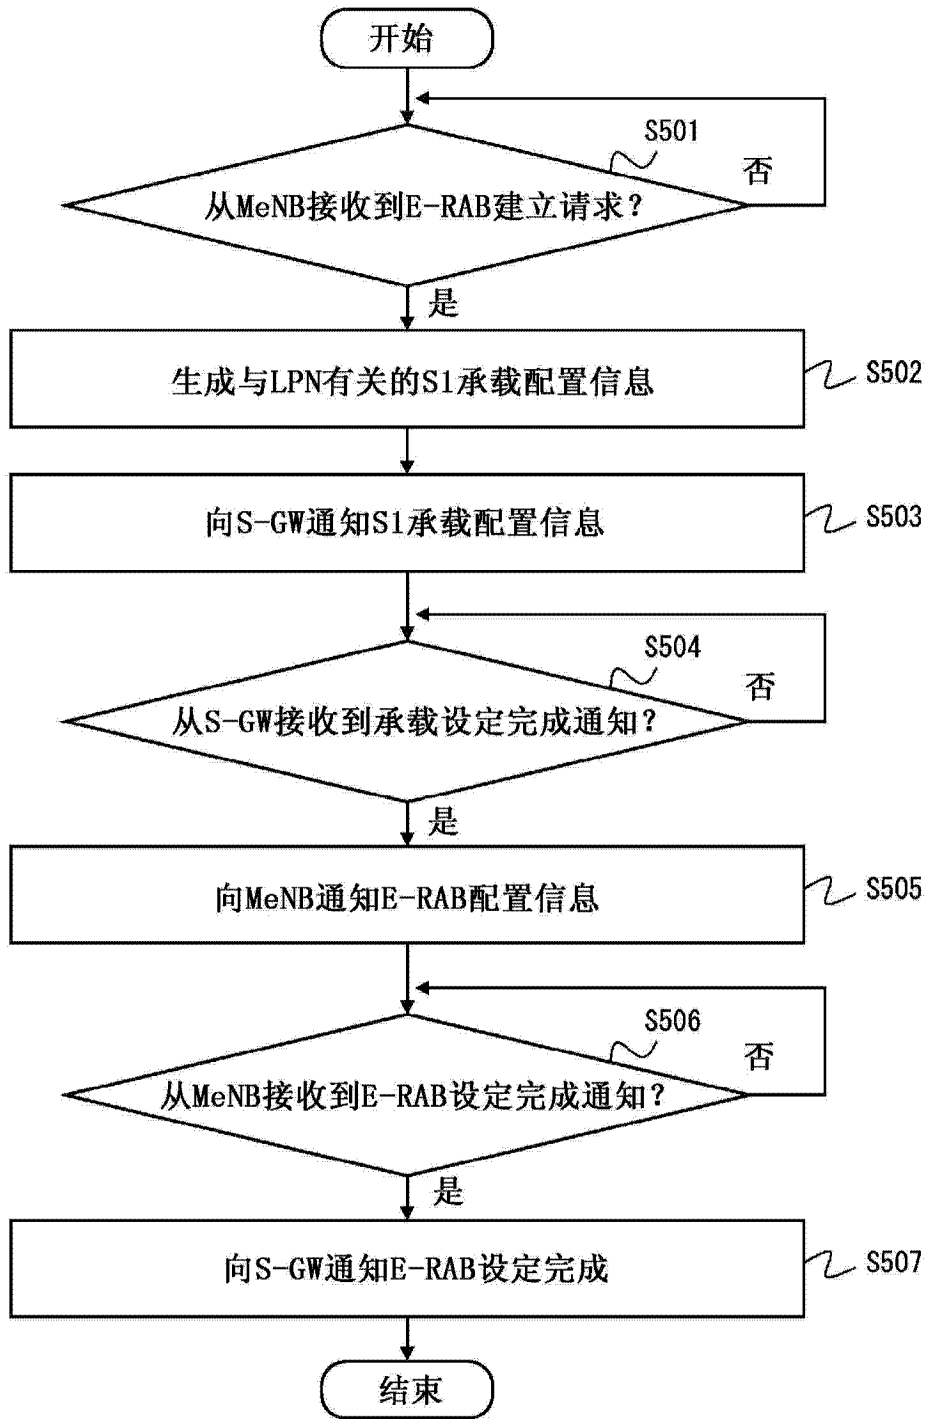 开始
S501
否
从MeNB接收到E-RAB建立请求?
是
生成与LPN有关的S1承载配置信息
S502
向S-GW通知S1承载配置信息
S503
S504
否
从S-GW接收到承载设定完成通知?
是
向MeNB通知E-RAB配置信息
S505
S506
否
从MeNB接收到E-RAB设定完成通知?
是
向S-GW通知E-RAB设定完成
S507
结束